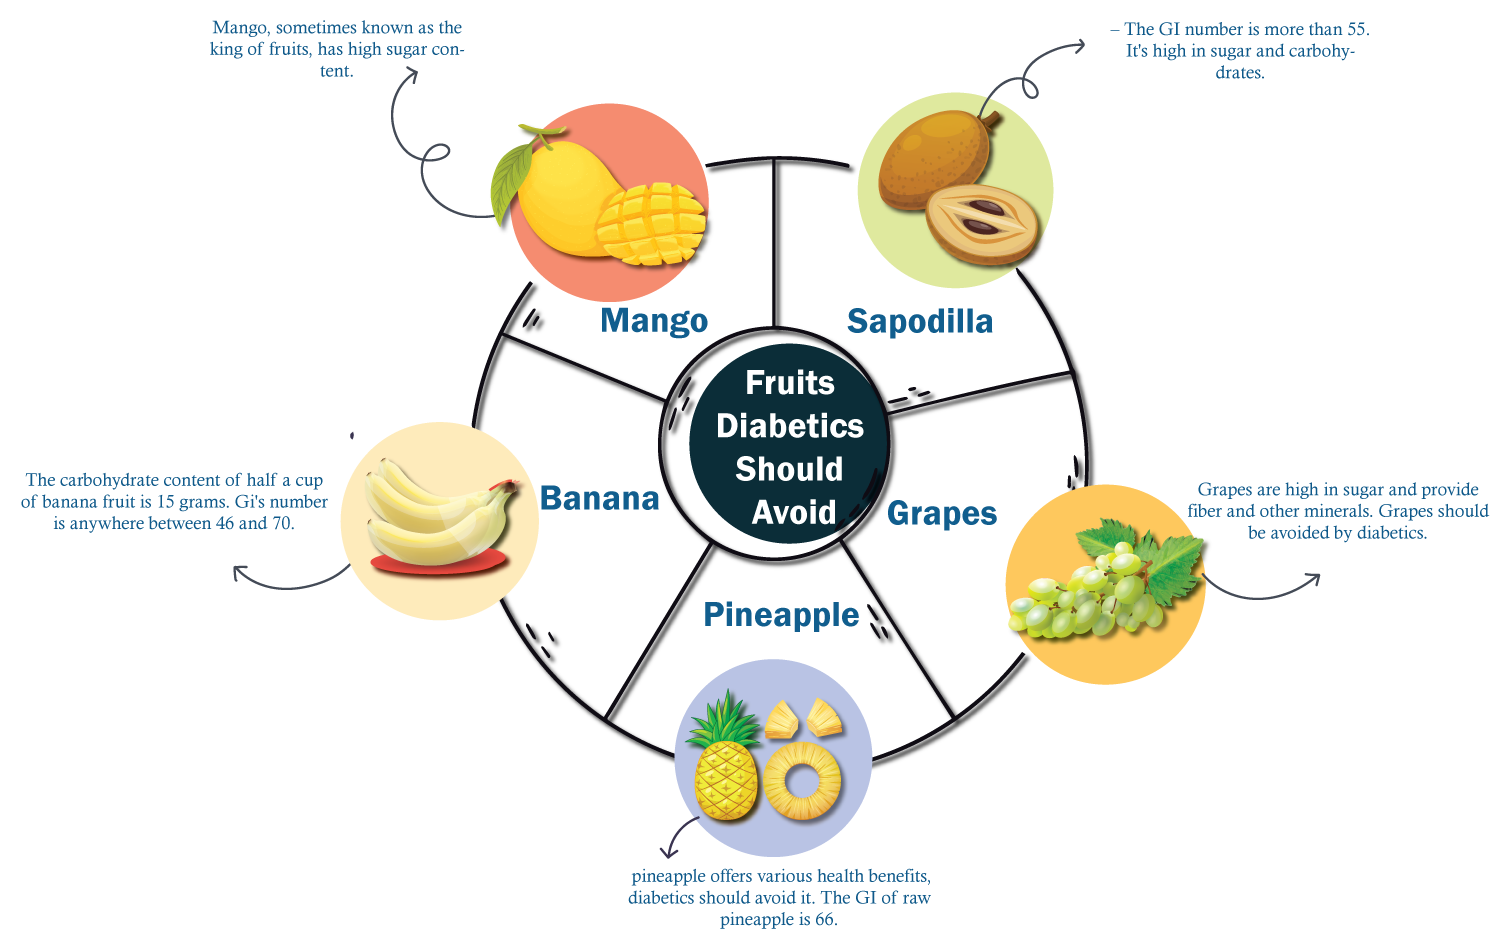 Mango, sometimes known as the
king of fruits, has high sugar con-
tent.
– The GI number is more than 55.
It's high in sugar and carbohy-
drates.
Mango
Sapodilla
Fruits
Diabetics
Should
Avoid
The carbohydrate content of half a cup
of banana fruit is 15 grams. Gi's number
is anywhere between 46 and 70.
Banana
Grapes
Grapes are high in sugar and provide
fiber and other minerals. Grapes should
be avoided by diabetics.
Pineapple
pineapple offers various health benefits,
diabetics should avoid it. The GI of raw
pineapple is 66.